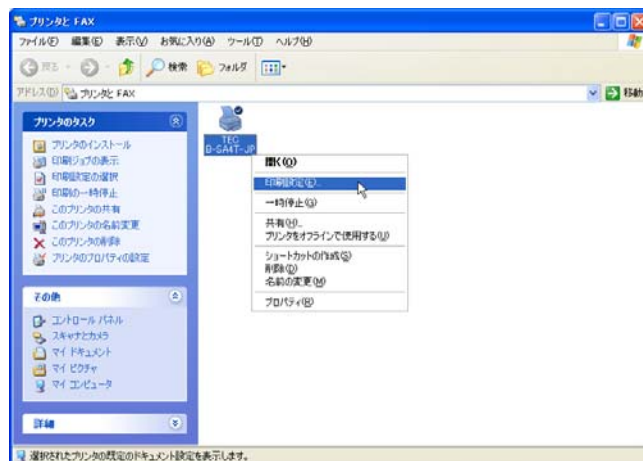 プリンタと FAX
ファイル(F) 編集(E) 表示(V) お気に入り(A) ツール(T) ヘルプ(H)
戻る 検索 フォルダ
アドレス(D) プリンタと FAX 移動
プリンタのタスク
プリンタのインストール
印刷ジョブの表示
印刷設定の選択
印刷の一時停止
このプリンタの共有
このプリンタの名前変更
このプリンタの削除
プリンタのプロパティの設定
その他
コントロール パネル
スキャナとカメラ
マイ ドキュメント
マイ ピクチャ
マイ コンピュータ
詳細
TEC
B-SA4T-JP
開く(O)
印刷設定(E)...
一時停止(G)
共有(H)...
プリンタをオフラインで使用する(U)
ショートカットの作成(S)
削除(D)
名前の変更(M)
プロパティ(R)
選択されたプリンタの既定のドキュメント設定を表示します。